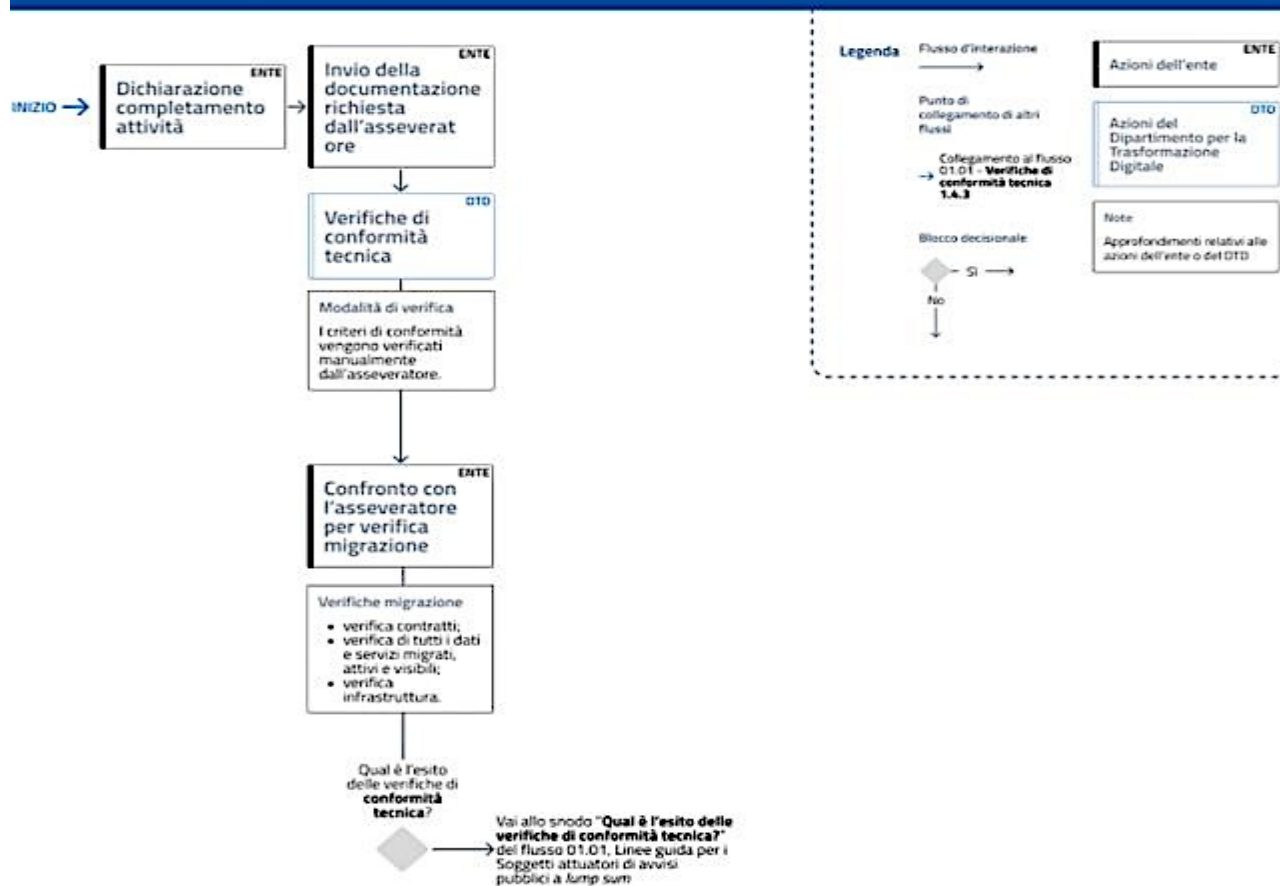 INIZIO
ENTE
Dichiarazione
completamento
attività
ENTE
Invio della
documentazione
richiesta
dall'asseverat
ore
DTD
Verifiche di
conformità
tecnica
Modalità di verifica
I criteri di conformità
vengono verificati
manualmente
dall'asseveratore.
ENTE
Confronto con
l'asseveratore
per verifica
migrazione
Verifiche migrazione
• verifica contratti;
• verifica di tutti i dati
e servizi migrati,
attivi e visibili;
• verifica
infrastruttura.
Qual è l'esito
delle verifiche di
conformità
tecnica?
Vai allo snodo "Qual è l'esito delle
verifiche di conformità tecnica?"
del flusso 01.01, Linee guida per i
Soggetti attuatori di avvisi
pubblici a lump sum
Legenda
Flusso d'interazione
Punto di
collegamento di altri
flussi
Collegamento al flusso
01.01 - Verifiche di
conformità tecnica
1.4.3
Blocco decisionale
Sì
No
ENTE
Azioni dell'ente
DTD
Azioni del
Dipartimento per la
Trasformazione
Digitale
Note
Approfondimenti relativi alle
azioni dell'ente o del DTD